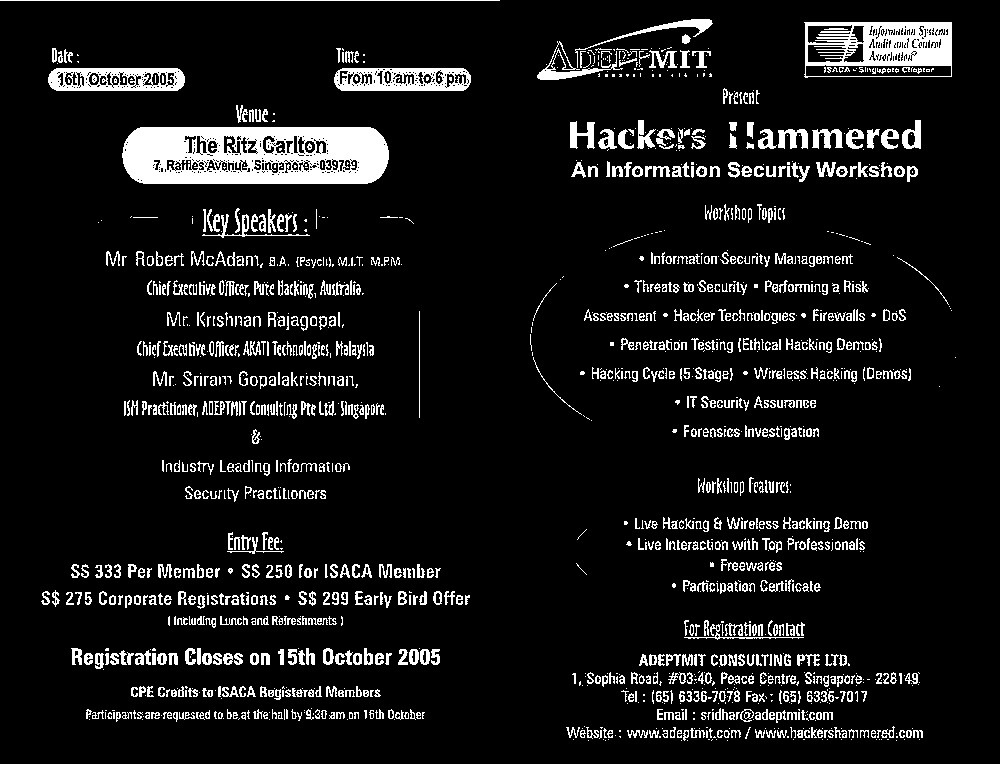 Date :
16th October 2005
Time :
From 10 am to 6 pm
Venue :
The Ritz Carlton
7, Raffles Avenue, Singapore - 039799
Key Speakers :
Mr Robert McAdam, B.A. (Psych), M.I.T. M.P.M.
Chief Executive Officer, Pure Hacking, Australia.
Mr. Krishnan Rajagopal,
Chief Executive Officer, AKATI Technologies, Malaysia
Mr. Sriram Gopalakrishnan,
ISM Practitioner, ADEPTMIT Consulting Pte Ltd. Singapore.
&
Industry Leading Information
Security Practitioners
Entry Fee:
S$ 333 Per Member • S$ 250 for ISACA Member
S$ 275 Corporate Registrations • S$ 299 Early Bird Offer
( Including Lunch and Refreshments )
Registration Closes on 15th October 2005
CPE Credits to ISACA Registered Members
Participants are requested to be at the hall by 9:30 am on 16th October
ADEPTMIT
Information Systems
Audit and Control
Association®
ISACA - Singapore Chapter
Present
Hackers Hammered
An Information Security Workshop
Workshop Topics
• Information Security Management
• Threats to Security • Performing a Risk
Assessment • Hacker Technologies • Firewalls • DoS
• Penetration Testing (Ethical Hacking Demos)
• Hacking Cycle (5 Stage) • Wireless Hacking (Demos)
• IT Security Assurance
• Forensics Investigation
Workshop Features:
• Live Hacking & Wireless Hacking Demo
• Live Interaction with Top Professionals
• Freewares
• Participation Certificate
For Registration Contact
ADEPTMIT CONSULTING PTE LTD.
1, Sophia Road, #03-40, Peace Centre, Singapore - 228149
Tel : (65) 6336-7078 Fax : (65) 6336-7017
Email : sridhar@adeptmit.com
Website : www.adeptmit.com / www.hackershammered.com